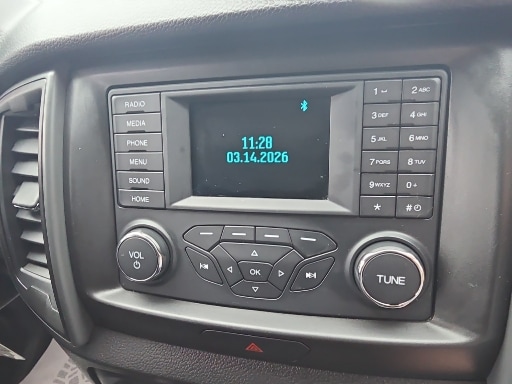 RADIO
MEDIA
PHONE
MENU
SOUND
HOME
11:28
03.14.2026
1
2 ABC
3 DEF
4 GHI
5 JKL
6 MNO
7 PQRS
8 TUV
9 WXYZ
0 +
*
#
VOL
OK
TUNE